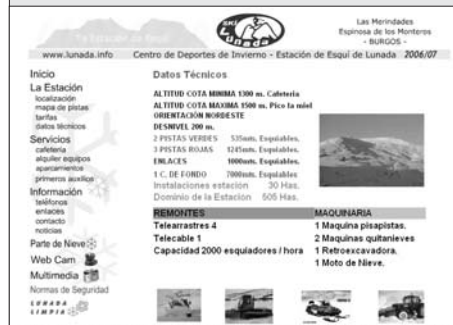 Tu Estación de Esquí
SKI
Lunada
Las Merindades
Espinosa de los Monteros
- BURGOS -
www.lunada.info Centro de Deportes de Invierno - Estación de Esquí de Lunada 2006/07
Inicio
La Estación
localización
mapa de pistas
tarifas
datos técnicos
Servicios
cafetería
alquiler equipos
aparcamientos
primeros auxilios
Información
teléfonos
enlaces
contacto
noticias
Parte de Nieve
Web Cam
Multimedia
Normas de Seguridad
LUNADA
LIMPIA
Datos Técnicos
ALTITUD COTA MINIMA 1300 m. Cafeteria
ALTITUD COTA MAXIMA 1500 m. Pico la miel
ORIENTACIÓN NORDESTE
DESNIVEL 200 m.
2 PISTAS VERDES 535mts. Esquiables.
3 PISTAS ROJAS 1245mts. Esquiables.
ENLACES 1000mts. Esquiables.
1 C. DE FONDO 7000mts. Esquiables
Instalaciones estación 30 Has.
Dominio de la Estación 505 Has.
REMONTES
Telearrastres 4
Telecable 1
Capacidad 2000 esquiadores / hora
MAQUINARIA
1 Maquina pisapistas.
2 Maquinas quitanieves
1 Retroexcavadora.
1 Moto de Nieve.